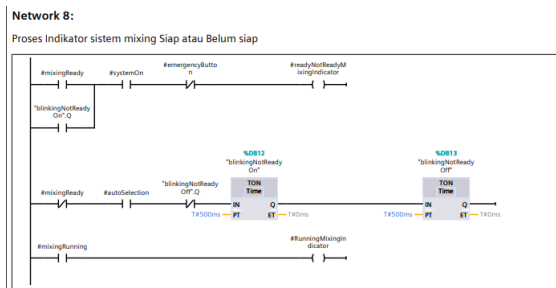 Network 8:
Proses Indikator sistem mixing Siap atau Belum siap
#mixingReady
#systemOn
#emergencyButto
n
#readyNotReadyM
ixingIndicator
"blinkingNotReady
On".Q
%DB12
"blinkingNotReady
On"
%DB13
"blinkingNotReady
Off"
#mixingReady
#autoSelection
"blinkingNotReady
Off".Q
TON
Time
IN
Q
T#500ms
PT
ET
T#0ms
TON
Time
IN
Q
T#500ms
PT
ET
T#0ms
#mixingRunning
#RunningMixingIn
dicator